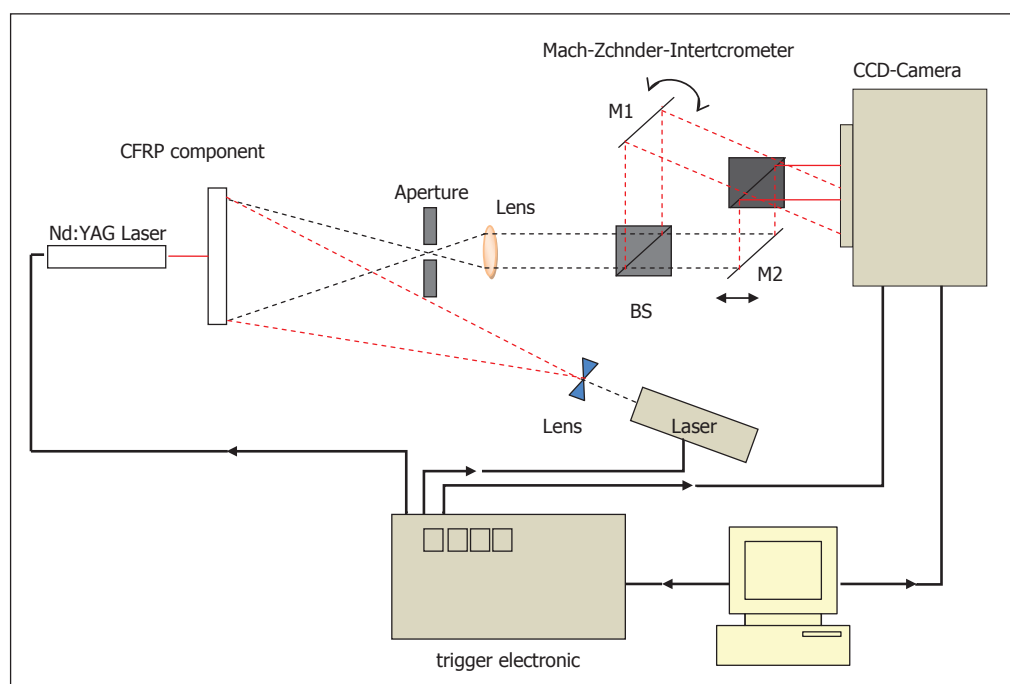 Mach-Zchnder-Intertcrometer
CCD-Camera
M1
CFRP component
Aperture
Lens
Nd:YAG Laser
M2
BS
Lens
Laser
trigger electronic